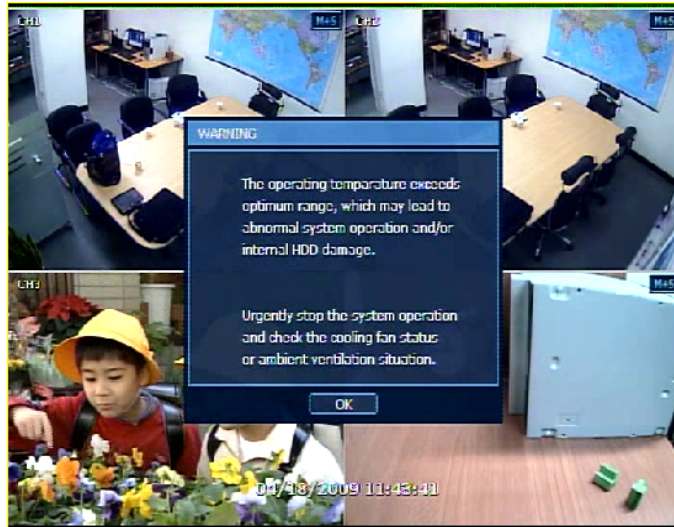 CH1
M+S
CH2
M+S
WARNING
The operating temparature exceeds
optimum range, which may lead to
abnormal system operation and/or
internal HDD damage.
Urgently stop the system operation
and check the cooling fan status
or ambient ventilation situation.
OK
CH3
M+S
04/18/2009 11:43:41